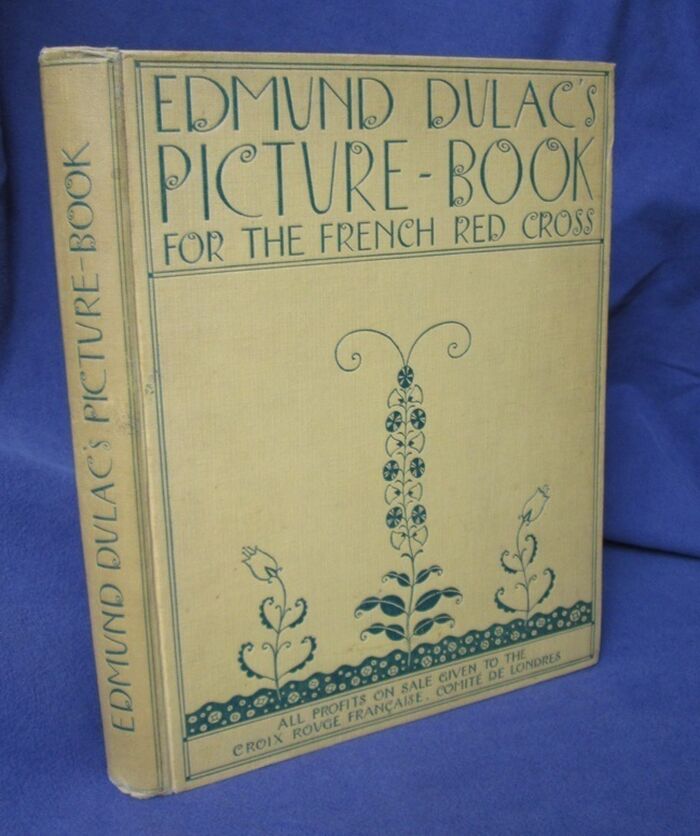 EDMUND DULAC'S
PICTURE-BOOK
FOR THE FRENCH RED CROSS
ALL PROFITS ON SALE GIVEN TO THE
CROIX ROUGE FRANÇAISE. COMITÉ DE LONDRES
EDMUND DULAC'S PICTURE-BOOK